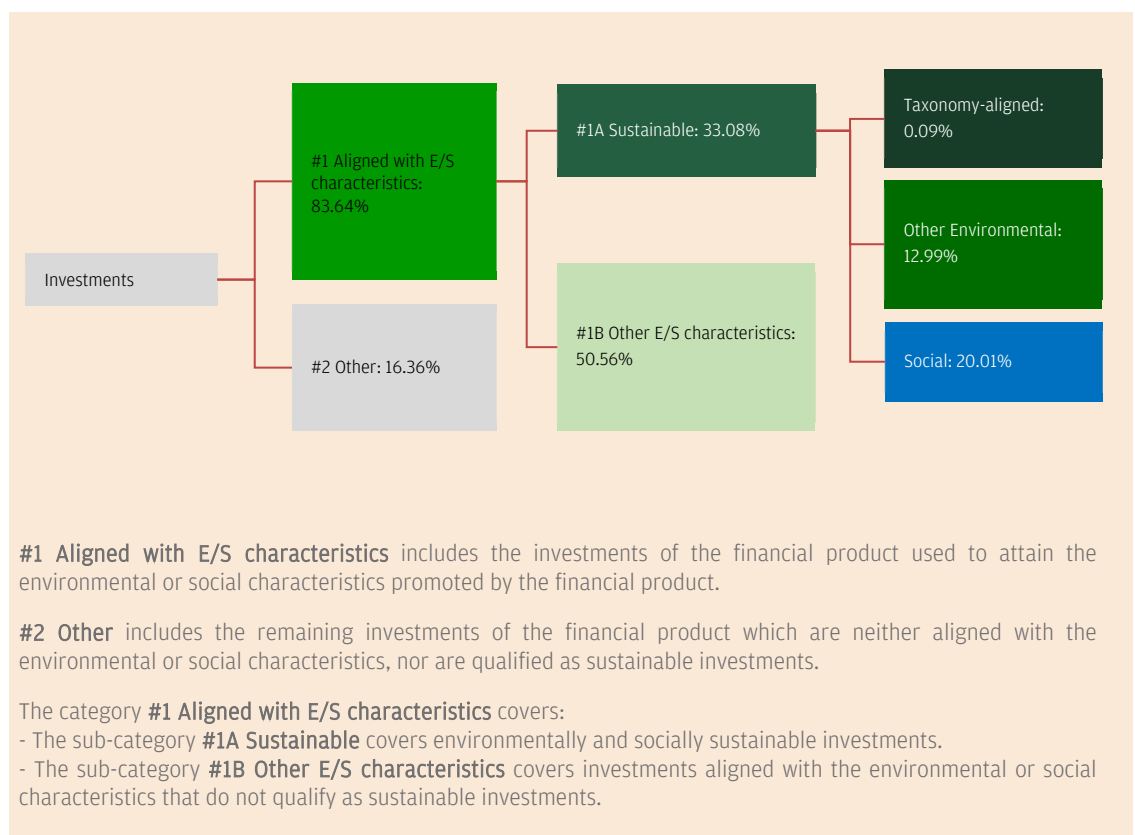 Investments
#1 Aligned with E/S
characteristics:
83.64%
#2 Other: 16.36%
#1A Sustainable: 33.08%
#1B Other E/S characteristics:
50.56%
Taxonomy-aligned:
0.09%
Other Environmental:
12.99%
Social: 20.01%
#1 Aligned with E/S characteristics includes the investments of the financial product used to attain the
environmental or social characteristics promoted by the financial product.
#2 Other includes the remaining investments of the financial product which are neither aligned with the
environmental or social characteristics, nor are qualified as sustainable investments.
The category #1 Aligned with E/S characteristics covers:
- The sub-category #1A Sustainable covers environmentally and socially sustainable investments.
- The sub-category #1B Other E/S characteristics covers investments aligned with the environmental or social
characteristics that do not qualify as sustainable investments.